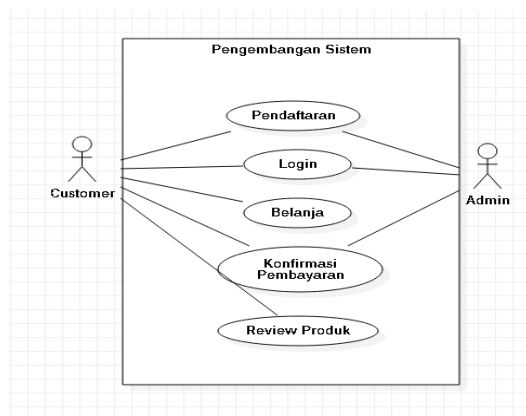 Pengembangan Sistem
Pendaftaran
Login
Customer
Admin
Belanja
Konfirmasi
Pembayaran
Review Produk